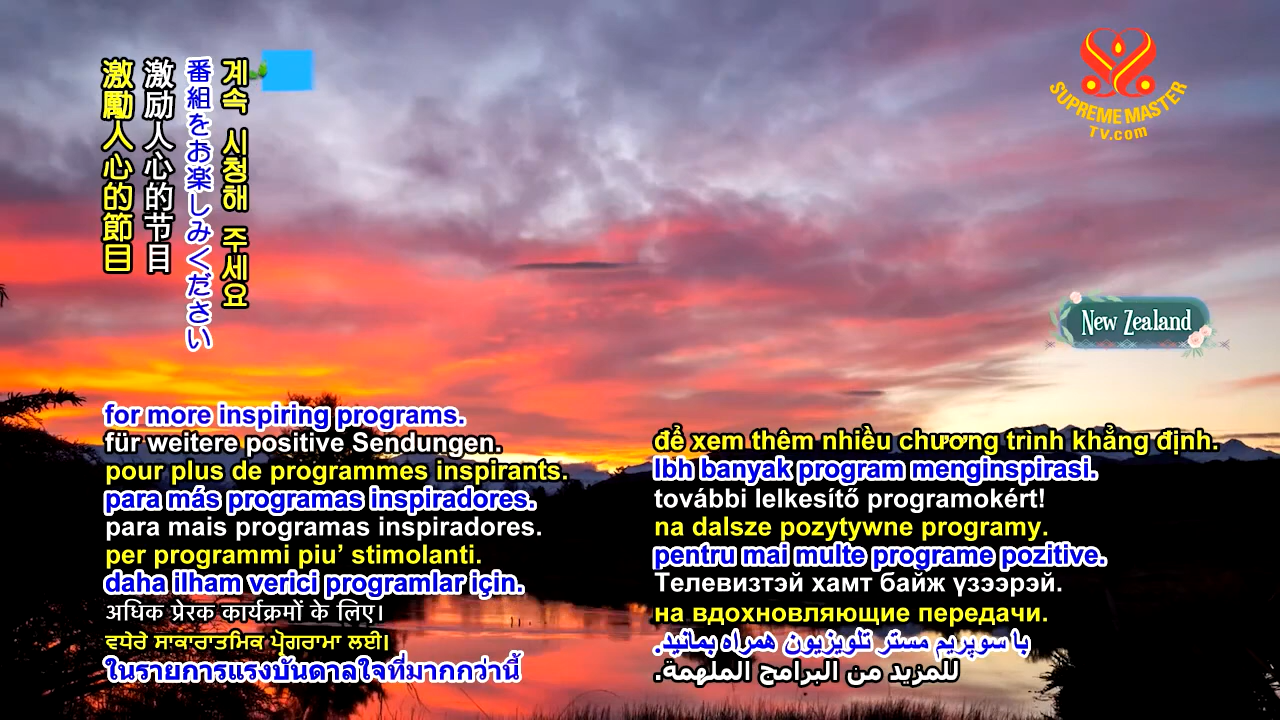 激勵人心的節目
激励人心的节目
番組をお楽しみください
계속 시청해 주세요
SUPREME MASTER
TV.com
New Zealand
for more inspiring programs.
für weitere positive Sendungen.
pour plus de programmes inspirants.
para más programas inspiradores.
para mais programas inspiradores.
per programmi piu’ stimolanti.
daha ilham verici programlar için.
अधिक प्रेरक कार्यक्रमों के लिए।
ਵਧੇਰੇ ਸਾਕਾਰਾਤਮਿਕ ਪ੍ਰੋਗਰਾਮਾ ਲਈ।
ในรายการแรงบันดาลใจที่มากกว่านี้
để xem thêm nhiều chương trình khẳng định.
lbh banyak program menginspirasi.
további lelkesítő programokért!
na dalsze pozytywne programy.
pentru mai multe programe pozitive.
Телевизтэй хамт байж үзээрэй.
на вдохновляющие передачи.
با سوپریم مستر تلویزیون همراه بمانید.
للمزيد من البرامج الملهمة.